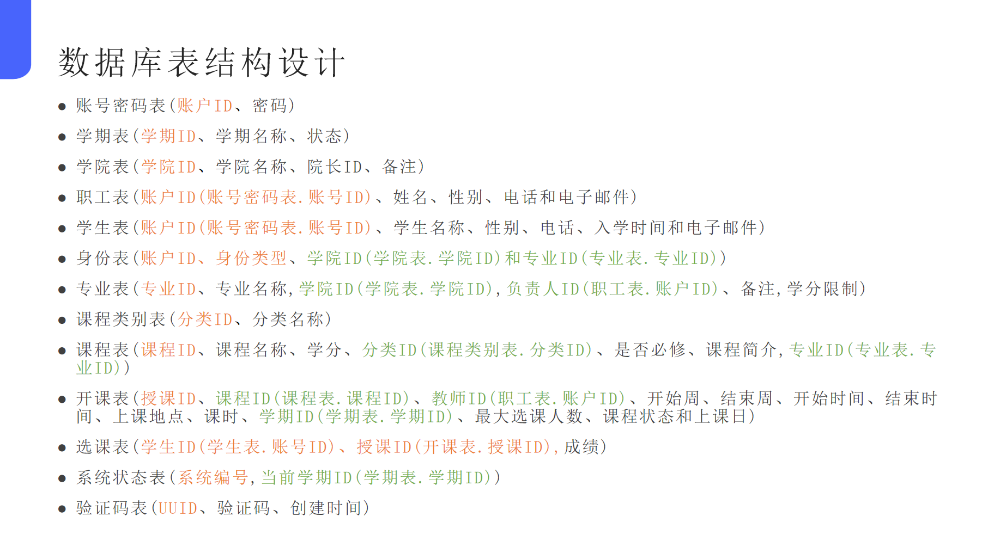 数据库表结构设计
● 账号密码表(账户ID、密码)
● 学期表(学期ID、学期名称、状态)
● 学院表(学院ID、学院名称、院长ID、备注)
● 职工表(账户ID(账号密码表.账号ID)、姓名、性别、电话和电子邮件)
● 学生表(账户ID(账号密码表.账号ID)、学生名称、性别、电话、入学时间和电子邮件)
● 身份表(账户ID、身份类型、学院ID(学院表.学院ID)和专业ID(专业表.专业ID))
● 专业表(专业ID、专业名称,学院ID(学院表.学院ID),负责人ID(职工表.账户ID)、备注,学分限制)
● 课程类别表(分类ID、分类名称)
● 课程表(课程ID、课程名称、学分、分类ID(课程类别表.分类ID)、是否必修、课程简介,专业ID(专业表.专
业ID))
● 开课表(授课ID、课程ID(课程表.课程ID)、教师ID(职工表.账户ID)、开始周、结束周、开始时间、结束时
间、上课地点、课时、学期ID(学期表.学期ID)、最大选课人数、课程状态和上课日)
● 选课表(学生ID(学生表.账号ID)、授课ID(开课表.授课ID),成绩)
● 系统状态表(系统编号,当前学期ID(学期表.学期ID))
● 验证码表(UUID、验证码、创建时间)